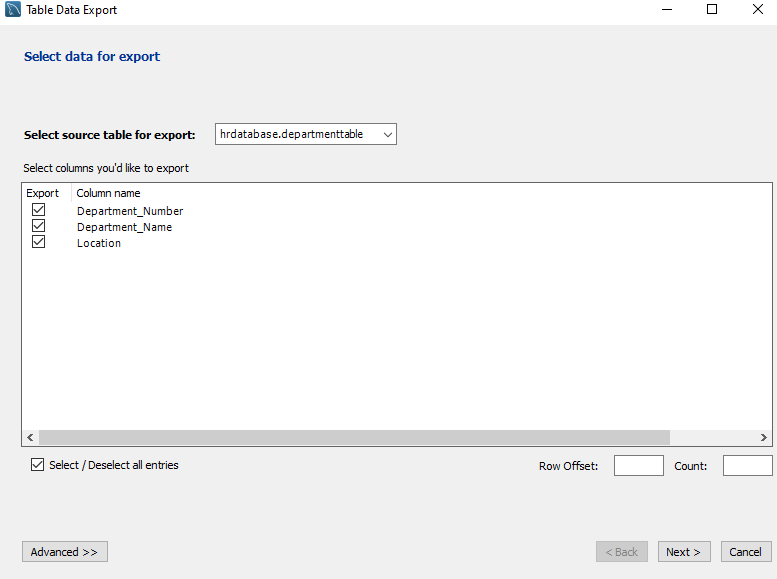 Table Data Export
Select data for export
Select source table for export: hrdatabase.departmenttable
Select columns you'd like to export
Export Column name
Department_Number
Department_Name
Location
Select / Deselect all entries Row Offset: Count:
Advanced >> < Back Next > Cancel